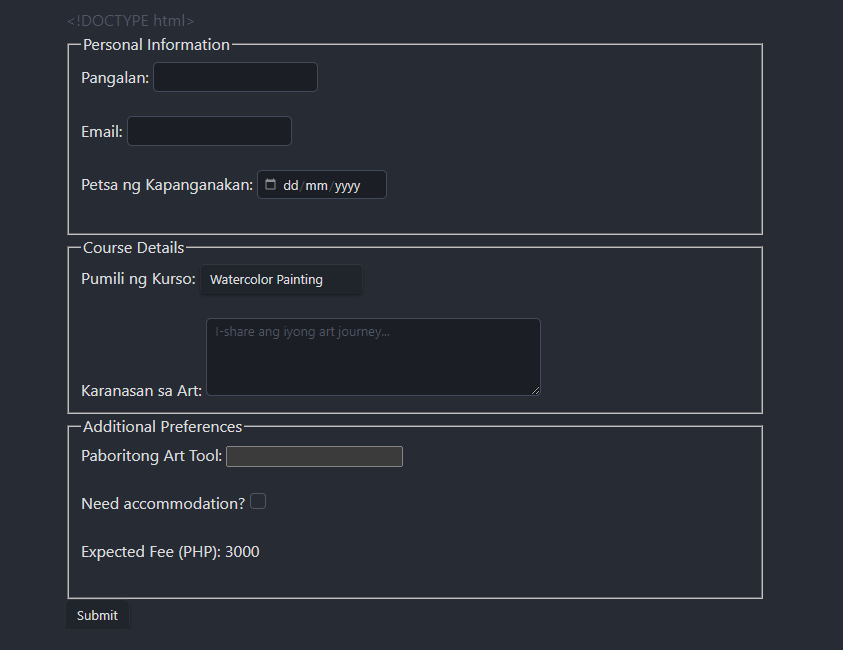 <!DOCTYPE html>
Personal Information
Pangalan:
Email:
Petsa ng Kapanganakan: dd/mm/yyyy
Course Details
Pumili ng Kurso: Watercolor Painting
I-share ang iyong art journey...
Karanasan sa Art:
Additional Preferences
Paboritong Art Tool:
Need accommodation?
Expected Fee (PHP): 3000
Submit